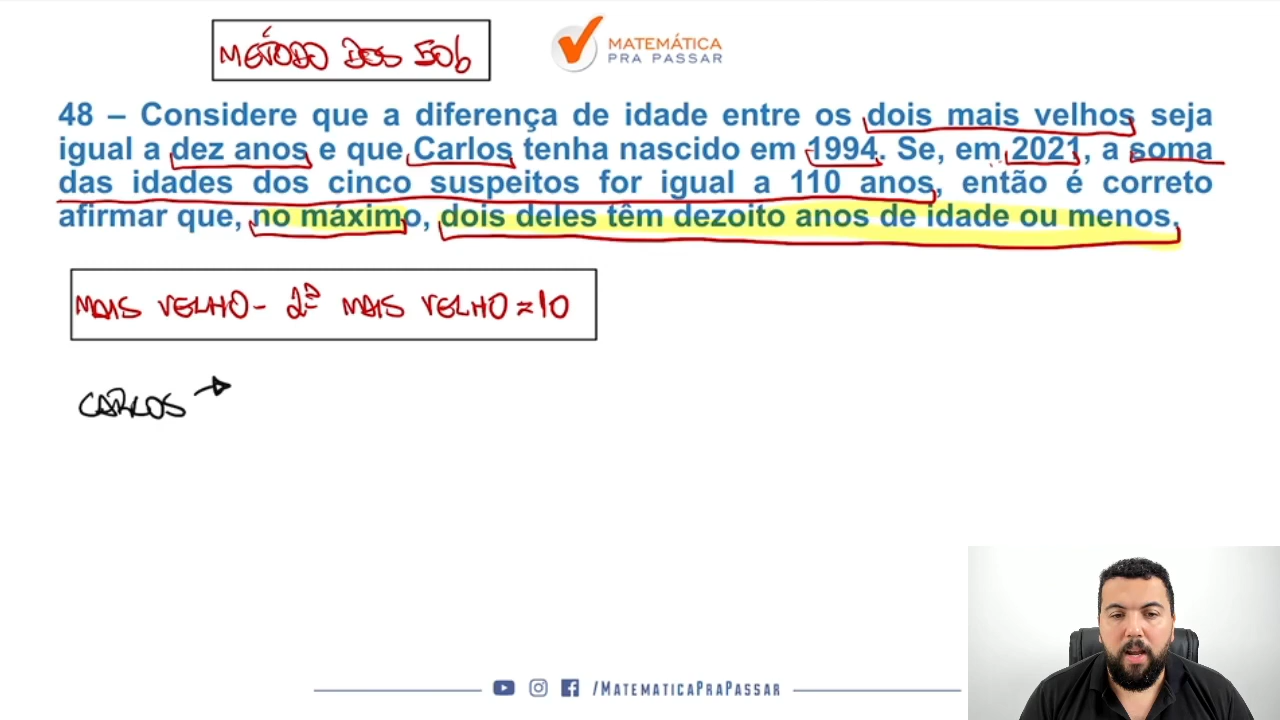 MÉTODO DOS 50b
MATEMÁTICA
PRA PASSAR
48 – Considere que a diferença de idade entre os dois mais velhos seja
igual a dez anos e que Carlos tenha nascido em 1994. Se, em 2021, a soma
das idades dos cinco suspeitos for igual a 110 anos, então é correto
afirmar que, no máximo, dois deles têm dezoito anos de idade ou menos.
MAIS VELHO - 2º MAIS VELHO = 10
CARLOS →
/MATEMATICAPRAPASSAR